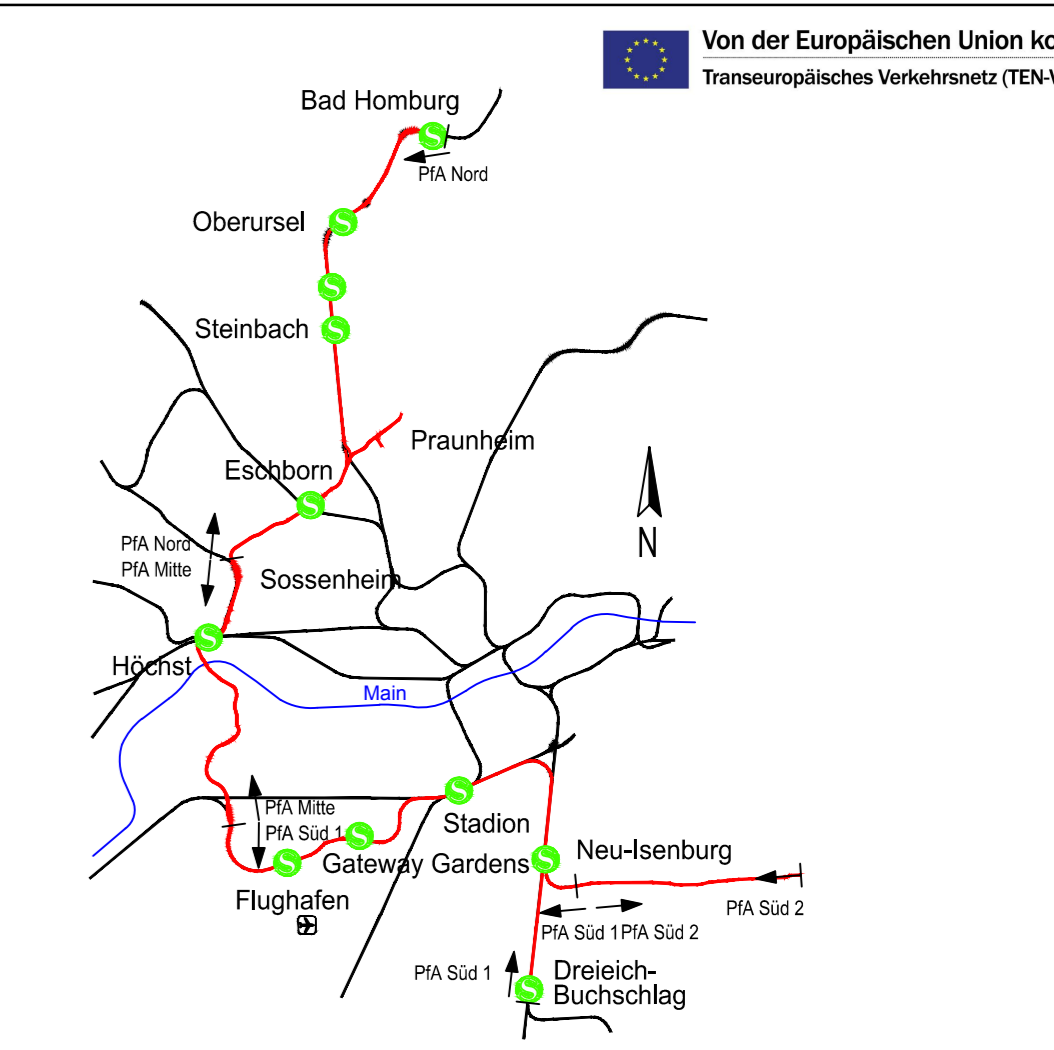 Von der Europäischen Union ko
Transeuropäisches Verkehrsnetz (TEN-V
Bad Homburg
PfA Nord
Oberursel
Steinbach
Praunheim
Eschborn
N
PfA Nord
PfA Mitte
Sossenheim
Höchst
Main
PfA Mitte
PfA Süd 1
Stadion
Gateway Gardens
Neu-Isenburg
Flughafen
PfA Süd 2
PfA Süd 1 PfA Süd 2
PfA Süd 1
Dreieich-
Buchschlag